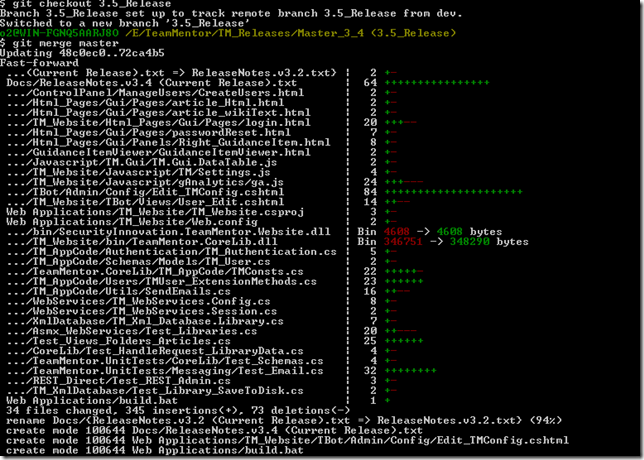 $ git checkout 3.5_Release
Branch 3.5_Release set up to track remote branch 3.5_Release from dev.
Switched to a new branch '3.5_Release'
o2@WIN-FGNQ5AARJ8O /E/TeamMentor/TM_Releases/Master_3_4 (3.5_Release)
$ git merge master
Updating 48c0ec0..72ca4b5
Fast-forward
...(Current Release).txt => ReleaseNotes.v3.2.txt} | 2 +-
Docs/ReleaseNotes.v3.4 (Current Release).txt | 64 ++++++++++++++++
.../ControlPanel/ManageUsers/CreateUsers.html | 2 +-
.../Html_Pages/Gui/Pages/article_Html.html | 2 +-
.../Html_Pages/Gui/Pages/article_wikiText.html | 2 +-
.../TM_Website/Html_Pages/Gui/Pages/login.html | 20 +++--
.../Html_Pages/Gui/Pages/passwordReset.html | 7 +-
.../Html_Pages/Gui/Panels/Right_GuidanceItem.html | 8 +-
.../GuidanceItemViewer/GuidanceItemViewer.html | 2 +-
.../Javascript/TM.Gui/TM.Gui.DataTable.js | 2 +-
.../TM_Website/Javascript/TM/Settings.js | 4 +-
.../TM_Website/Javascript/gAnalytics/ga.js | 24 +++---
.../TBot/Admin/Config/Edit_TMConfig.cshtml | 84 +++++++++++++++++++++
.../TM_Website/TBot/Views/User_Edit.cshtml | 14 ++--
Web Applications/TM_Website/TM_Website.csproj | 3 +-
Web Applications/TM_Website/Web.config | 2 +-
.../bin/SecurityInnovation.TeamMentor.Website.dll | Bin 4608 -> 4608 bytes
.../TM_Website/bin/TeamMentor.CoreLib.dll | Bin 346751 -> 348290 bytes
.../TM_AppCode/Authentication/TM_Authentication.cs | 5 +-
.../TM_AppCode/Schemas/Models/TM_User.cs | 2 +-
.../TeamMentor.CoreLib/TM_AppCode/TMConsts.cs | 22 +++++-
.../TM_AppCode/Users/TMUser_ExtensionMethods.cs | 23 ++++++
.../TM_AppCode/Utils/SendEmails.cs | 16 ++--
.../WebServices/TM_WebServices.Config.cs | 8 +-
.../WebServices/TM_WebServices.Session.cs | 2 +-
.../XmlDatabase/TM_Xml_Database.Library.cs | 7 +-
.../Asmx_WebServices/Test_Libraries.cs | 20 ++---
.../Test_Views_Folders_Articles.cs | 25 ++++++
.../CoreLib/Test_HandleRequest_LibraryData.cs | 4 +-
.../TeamMentor.UnitTests/CoreLib/Test_Schemas.cs | 4 +-
.../TeamMentor.UnitTests/Messaging/Test_Email.cs | 32 ++++++++
.../REST_Direct/Test_REST_Admin.cs | 3 +-
.../TM_XmlDatabase/Test_Library_SaveToDisk.cs | 2 +-
Web Applications/build.bat | 1 +
34 files changed, 345 insertions(+), 73 deletions(-)
rename Docs/{ReleaseNotes.v3.2 (Current Release).txt => ReleaseNotes.v3.2.txt} (94%)
create mode 100644 Docs/ReleaseNotes.v3.4 (Current Release).txt
create mode 100644 Web Applications/TM_Website/TBot/Admin/Config/Edit_TMConfig.cshtml
create mode 100644 Web Applications/build.bat